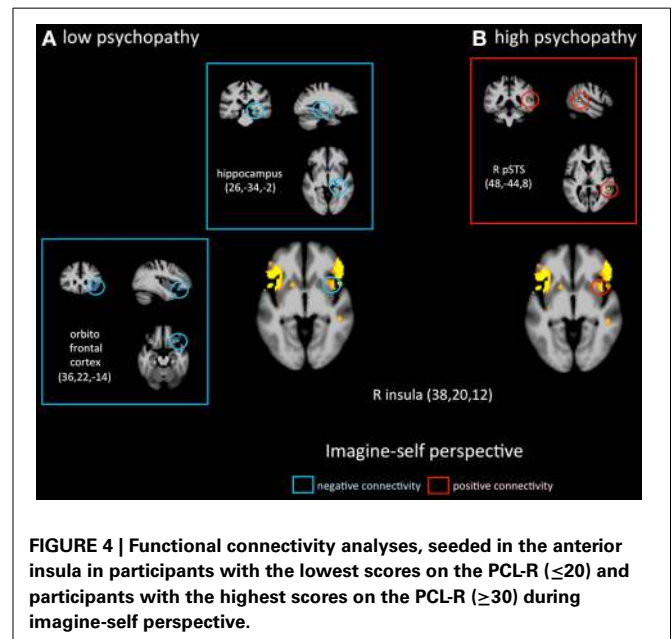 A low psychopathy
B high psychopathy
hippocampus
(26,-34,-2)
R pSTS
(48,-44,8)
orbito
frontal
cortex
(36,22,-14)
R insula (38,20,12)
Imagine-self perspective
negative connectivity
positive connectivity
FIGURE 4 | Functional connectivity analyses, seeded in the anterior
insula in participants with the lowest scores on the PCL-R (≤20) and
participants with the highest scores on the PCL-R (≥30) during
imagine-self perspective.